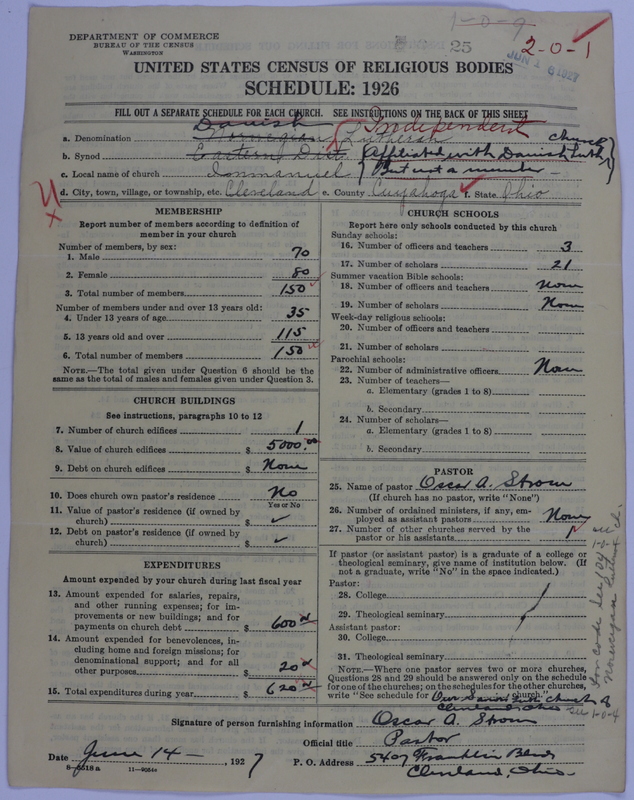 1-0-9
DEPARTMENT OF COMMERCE
BUREAU OF THE CENSUS
WASHINGTON
25
2-0-1
JUN 1 6 1927
UNITED STATES CENSUS OF RELIGIOUS BODIES
SCHEDULE: 1926
FILL OUT A SEPARATE SCHEDULE FOR EACH CHURCH. SEE INSTRUCTIONS ON THE BACK OF THIS SHEET
Danish Independent
a. Denomination Norwegian Lutheran church
b. Synod Eastern Dist. Affiliated with Danish Luth
c. Local name of church Immanuel But not a member
d. City, town, village, or township, etc. Cleveland e. County Cuyahoga f. State Ohio
MEMBERSHIP
Report number of members according to definition of member in your church
Number of members, by sex:
1. Male 70
2. Female 80
3. Total number of members 150
Number of members under and over 13 years old:
4. Under 13 years of age 35
5. 13 years old and over 115
6. Total number of members 150
NOTE.—The total given under Question 6 should be
same as the total of males and females given under Question 3.
CHURCH BUILDINGS
See instructions, paragraphs 10 to 12
7. Number of church edifices 1
8. Value of church edifices $ 5000.00
9. Debt on church edifices $ None
10. Does church own pastor's residence No
Yes or No
11. Value of pastor's residence (if owned by
church) $ ✓
12. Debt on pastor's residence (if owned by
church) $ ✓
EXPENDITURES
Amount expended by your church during last fiscal year
13. Amount expended for salaries, repairs,
and other running expenses; for im-
provements or new buildings; and for
payments on church debt $ 600
14. Amount expended for benevolences, in-
cluding home and foreign missions; for
denominational support; and for all
other purposes $ 20
15. Total expenditures during year $ 620
CHURCH SCHOOLS
Report here only schools conducted by this church
Sunday schools:
16. Number of officers and teachers 3
17. Number of scholars 21
Summer vacation Bible schools:
18. Number of officers and teachers None
19. Number of scholars None
Week-day religious schools:
20. Number of officers and teachers
21. Number of scholars
Parochial schools:
22. Number of administrative officers None
23. Number of teachers—
a. Elementary (grades 1 to 8)
b. Secondary
24. Number of scholars—
a. Elementary (grades 1 to 8)
b. Secondary
PASTOR
25. Name of pastor Oscar A. Strom
(If church has no pastor, write "None")
26. Number of ordained ministers, if any, em-
ployed as assistant pastors None
27. Number of other churches served by the
pastor or his assistants 1
If pastor (or assistant pastor) is a graduate of a college or
theological seminary, give name of institution below. (If
not a graduate, write "No" in the space indicated.)
Pastor:
28. College
29. Theological seminary
Assistant pastor:
30. College
31. Theological seminary
NOTE.—Where one pastor serves two or more churches,
Questions 28 and 29 should be answered only on the schedule
for one of the churches; on the schedules for the other churches,
write "See schedule for Our Savior Luth church of church."
Cleveland, Ohio see 1-0-4
Signature of person furnishing information Oscar A. Strom
Official title Pastor
Date June 14 —, 1927 P. O. Address 5407 Franklin Blvd
Cleveland, Ohio.
8—5518 a 11—9054